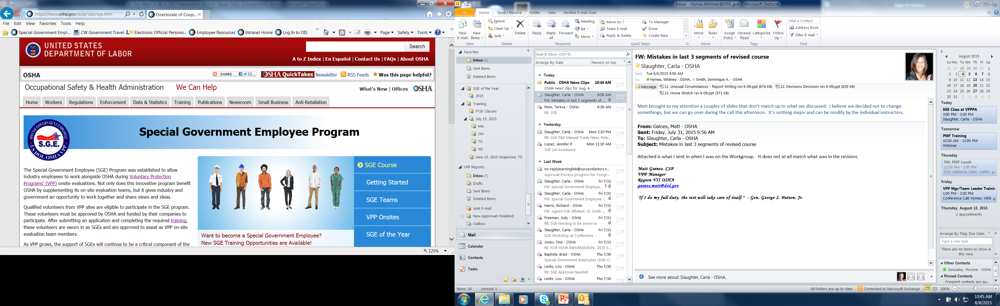 https://www.osha.gov/dcsp/vpp/sge.html
Directorate of Coop...
File Edit View Favorites Tools Help
Special Government Empl... CW Government Travel Electronic Official Personn... Employee Resources Intranet Home Log In to OIS
Page Safety Tools
UNITED STATES
DEPARTMENT OF LABOR
Search
A to Z Index | En Español | Contact Us | FAQs | About OSHA
OSHA
SHARE
OSHA QuickTakes Newsletter RSS Feeds Was this page helpful?
Occupational Safety & Health Administration We Can Help
What's New | Offices OSHA
Home Workers Regulations Enforcement Data & Statistics Training Publications Newsroom Small Business Anti-Retaliation
SPECIAL GOVERNMENT EMPLOYEE
S.G.E.
US DOL OSHA VPP
Special Government Employee Program
The Special Government Employee (SGE) Program was established to allow
industry employees to work alongside OSHA during Voluntary Protection
Programs' (VPP) onsite evaluations. Not only does this innovative program benefit
OSHA by supplementing its on-site evaluation teams, but it gives industry and
government an opportunity to work together and share views and ideas.
Qualified volunteers from VPP sites are eligible to participate in the SGE program.
These volunteers must be approved by OSHA and funded by their companies to
participate. After submitting an application and completing the required training,
these volunteers are sworn in as SGEs and are approved to assist as VPP on-site
evaluation team members.
As VPP grows, the support of SGEs will continue to be a critical component of the
SGE Course
Getting Started
SGE Teams
VPP Onsites
SGE of the Year
Want to become a Special Government Employee?
New SGE Training Opportunities are Available!
125%
Inbox - Hymes.Whitney@DOL.gov - Microsoft Outlook
File Home Send / Receive Folder View McAfee E-mail Scan
New E-mail
New Items
New
Ignore
Clean Up
Junk
Delete
Delete
Reply
Reply All
Forward
Meeting
IM
More
Respond
Move to: ?
Team E-mail
Reply & Delete
To Manager
Done
Create New
Quick Steps
Move
Rules
Move
Assign Policy
Unread/ Read
Categorize
Follow Up
Tags
Find a Contact
Address Book
Filter E-mail
Find
Favorites
Inbox (1)
Sent Items
Deleted Items
SGE of the Year
2015
Training
FY16 Classes
July 15, 2015
MA
OH
TX
WI
June 15, 2015 Grapevine, TX
VPP Reports
Inbox (7)
Drafts
Sent Items
Deleted Items
Junk E-mail
New Approvals Finalized
Outbox
Mail
Calendar
Contacts
Tasks
Search Inbox (Ctrl+E)
Arrange By: Date Newest on top
Today
Public - OSHA News Clips 10:44 AM
OSHA news clips for Aug. 4
Slaughter, Carla - OSHA 9:58 AM
FW: Mistakes in last 3 segments of ...
Penn, Teresa - OSHA 8:39 AM
RE: SGE
Yesterday
Slaughter, Carla - OSHA Mon 2:10 PM
RE: SGE P&P Manual Trade News Rele...
Lopez, Jennifer P Mon 11:30 AM
SGE List Assistance
Last Week
no-replylearninglink@successfactors.c...
Approval Process progress for Congr...
Slaughter, Carla - OSHA Fri 7/31
FW: Special Government Employe...
Slaughter, Carla - OSHA Fri 7/31
FW: Special Government Employee ...
Harris, Richard - OSHA Fri 7/31
FW: signed SGE Affidavit -G. Smith ...
Freeman, Judy - OSHA Fri 7/31
RE: SGE needing to be sworn in
Slaughter, Carla - OSHA Fri 7/31
SGE Workshop at Conference
Jones, Tina - OSHA Fri 7/31
RE: FOR YOUR INFORMATION: 2015 S...
Baptiste, Brad - OSHA Thu 7/30
Special Government Employees (SGE) f...
Lento, Lou - OSHA Thu 7/30
RE: SGE Approval Needed
Lento, Lou - OSHA Thu 7/30
FW: Mistakes in last 3 segments of revised course
Slaughter, Carla - OSHA
Sent: Tue 8/4/2015 9:58 AM
To: Hymes, Whitney - OSHA; Smith, Dominique A. - OSHA
Message 11. Unusual Circumstances - Report Writing rev 6-09.ppt (674 KB) 12. Decisions Decisions rev 6-09.ppt (829 KB)
13. Home Stretch rev 6-09.ppt (571 KB)
Matt brought to my attention a couples of slides that don't match up to what we discussed. I believe we decided not to change
somethings, but we can go over during the call this afternoon. It's nothing major and can be modify by the individual instructors.
From: Gaines, Matt - OSHA
Sent: Friday, July 31, 2015 9:56 AM
To: Slaughter, Carla - OSHA
Subject: Mistakes in last 3 segments of revised course
Attached is what I sent in when I was on the Workgroup. It does not at all match what was in the revision.
Matt Gaines, CSP
VPP Manager
Region VII OSHA
gaines.matt@dol.gov
"If I do my full duty, the rest will take care of itself." - Gen. George S. Patton, Jr.
See more about: Slaughter, Carla - OSHA.
August 2015
Su Mo Tu We Th Fr Sa
26 27 28 29 30 31 1
2 3 4 5 6 7 8
9 10 11 12 13 14 15
16 17 18 19 20 21 22
23 24 25 26 27 28 29
30 31 1 2 3 4 5
Today
SGE Class at VPPPA
3:00 PM - 3:30 PM
Slaughter, Carla - OSHA
Tomorrow
PMF Training
10:30 AM - 12:00 PM
Webinar
Thursday
FW: PMF Lunch
12:30 PM - 1:30 PM
DOL cafeteria; Cater, Caitlin
Friday
VPP Mgr/Team Leader Trainir
1:00 PM - 2:30 PM
Conference Call; Hymes, Whit
Thursday, August 13, 2015
2 appointments
Arrange By: Flag: Due Date
Type a new task
There are no items to show in
this view.
Other Contacts
Gonzalez, Ylvonne - OSHA
Pinned Contacts
Frequent contacts are au...
Items: 34 Unread: 1
All folders are up to date. Connected to Microsoft Exchange 100%
10:45 AM
8/4/2015